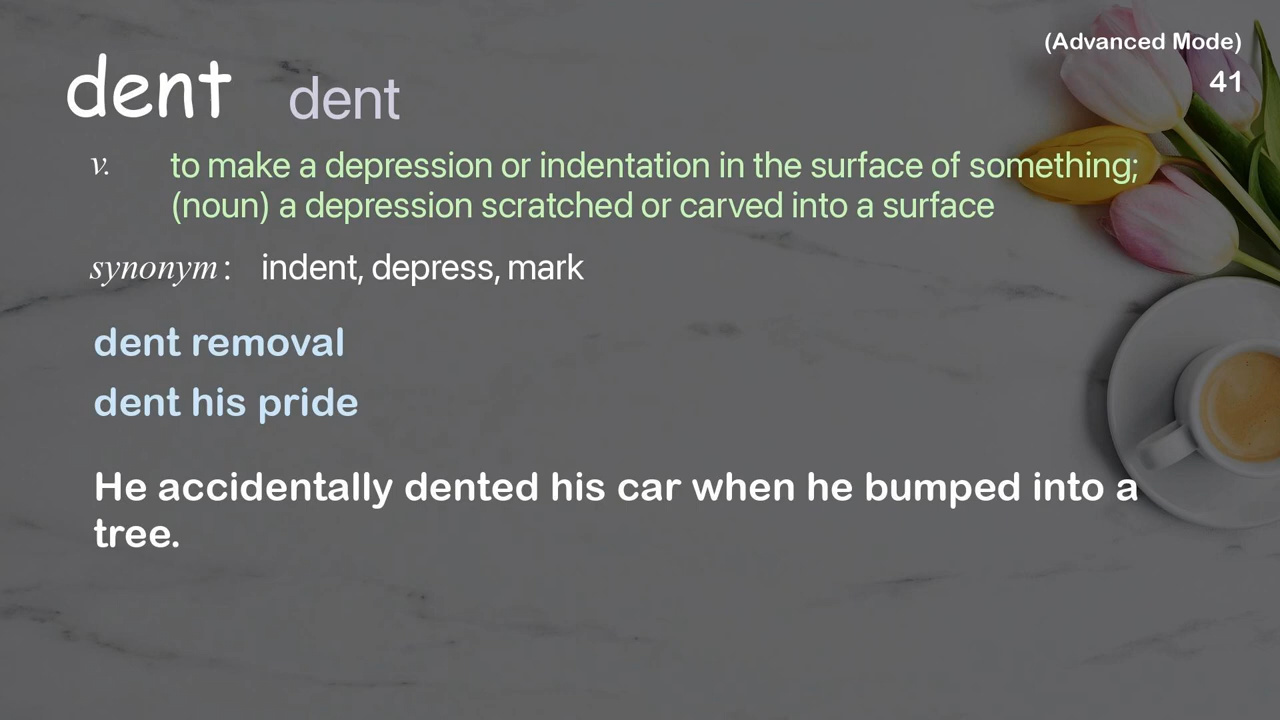 (Advanced Mode)
41
dent dent
v. to make a depression or indentation in the surface of something;
(noun) a depression scratched or carved into a surface
synonym: indent, depress, mark
dent removal
dent his pride
He accidentally dented his car when he bumped into a
tree.